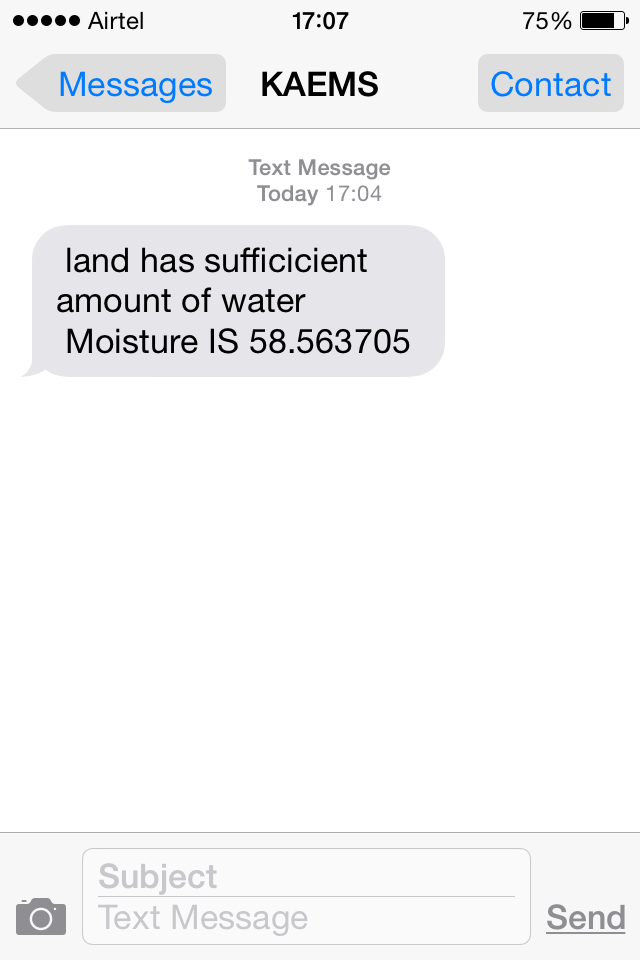 Airtel 17:07 75%
Messages KAEMS Contact
Text Message
Today 17:04
land has sufficicient
amount of water
Moisture IS 58.563705
Subject
Text Message Send